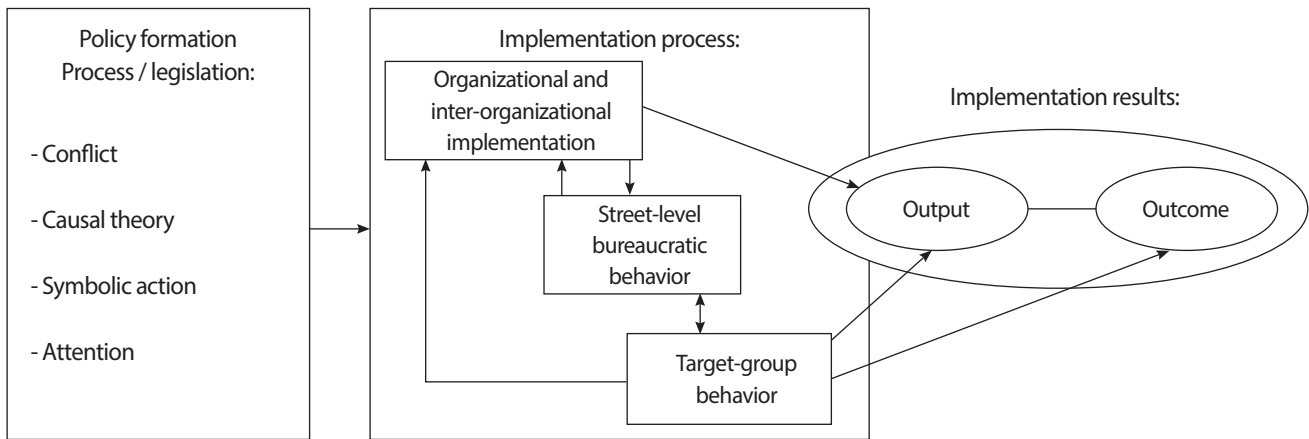 Policy formation
Process / legislation:
- Conflict
- Causal theory
- Symbolic action
- Attention
Implementation process:
Organizational and
inter-organizational
implementation
Street-level
bureaucratic
behavior
Target-group
behavior
Implementation results:
Output
Outcome